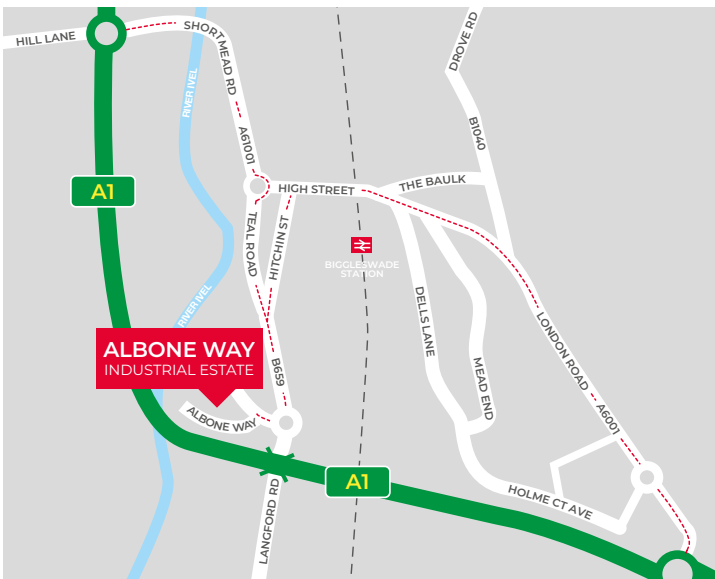 HILL LANE
SHORTMEAD RD
DROVE RD
RIVER IVEL
A61001
B1040
A1
HIGH STREET
THE BAULK
TEAL ROAD
HITCHIN ST
BIGGLESWADE
STATION
RIVER IVEL
DELLS LANE
LONDON ROAD
ALBONE WAY
INDUSTRIAL ESTATE
B659
MEAD END
ALBONE WAY
A6001
A1
HOLME CT AVE
LANGFORD RD